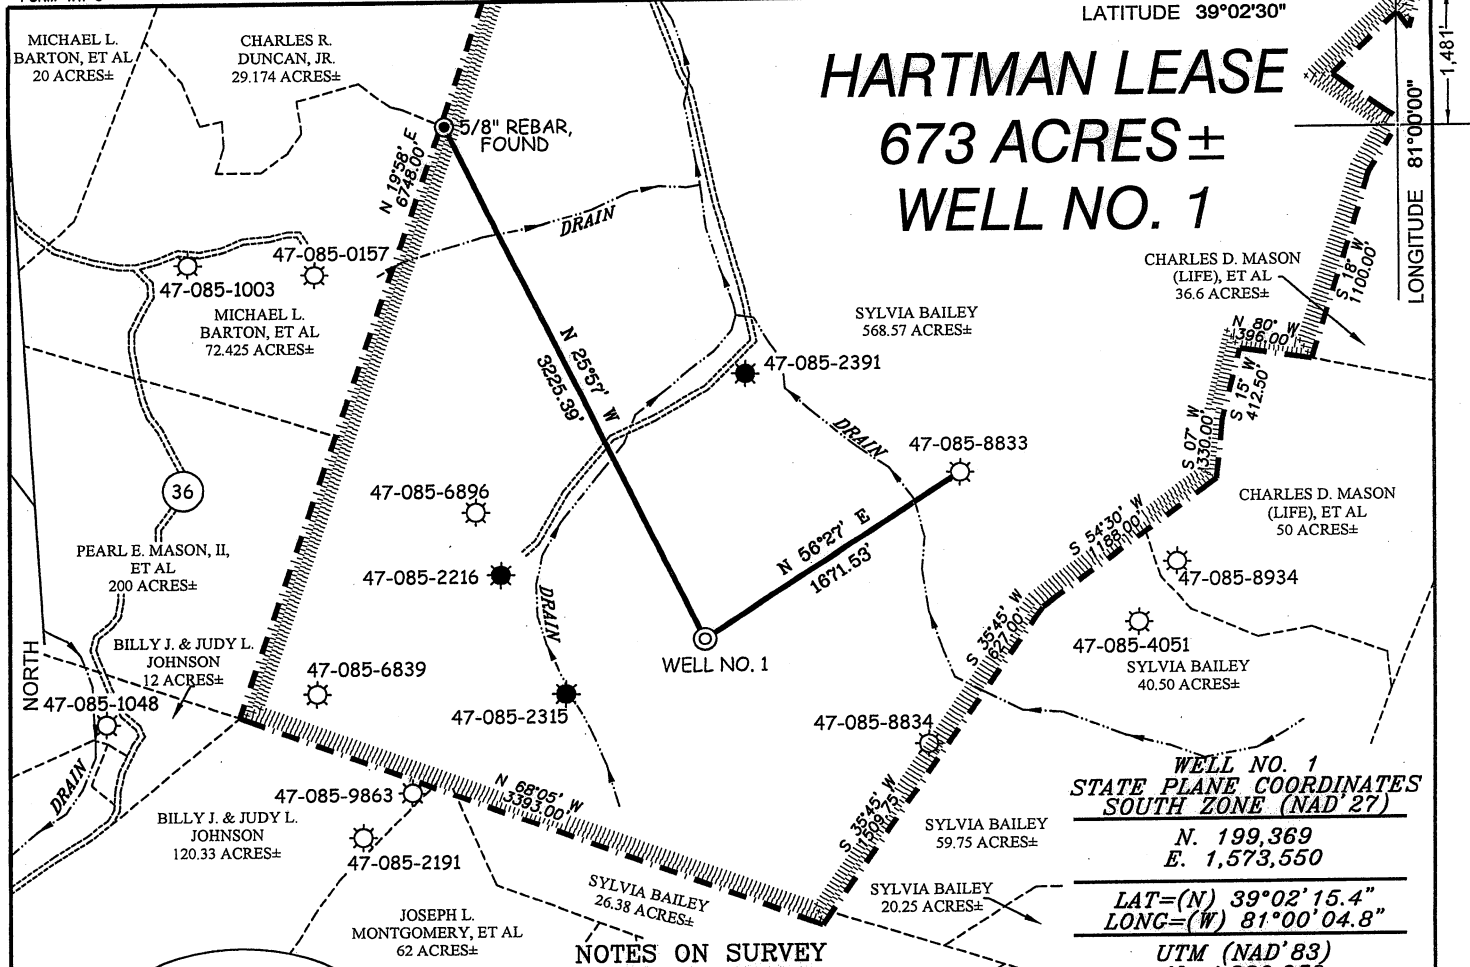 LATITUDE 39°02'30"
HARTMAN LEASE
673 ACRES±
WELL NO. 1
1,481'
LONGITUDE 81°00'00"
MICHAEL L.
BARTON, ET AL
20 ACRES±
CHARLES R.
DUNCAN, JR.
29.174 ACRES±
5/8" REBAR,
FOUND
N 19°58' E
6748.00'
DRAIN
47-085-0157
47-085-1003
MICHAEL L.
BARTON, ET AL
72.425 ACRES±
CHARLES D. MASON
(LIFE), ET AL
36.6 ACRES±
S 18° W
1100.00'
SYLVIA BAILEY
568.57 ACRES±
N 80° W
396.00'
S 15° W
412.50'
N 25°57' W
3225.39'
47-085-2391
DRAIN
47-085-8833
S 07° W
330.00'
36
47-085-6896
CHARLES D. MASON
(LIFE), ET AL
50 ACRES±
S 54°30' W
1188.00'
N 56°27' E
1671.53'
PEARL E. MASON, II,
ET AL
200 ACRES±
47-085-2216
47-085-8934
DRAIN
S 35°45' W
627.00'
NORTH
BILLY J. & JUDY L.
JOHNSON
12 ACRES±
WELL NO. 1
47-085-4051
SYLVIA BAILEY
40.50 ACRES±
47-085-6839
47-085-1048
47-085-2315
47-085-8834
DRAIN
N 68°05' W
3393.00'
47-085-9863
BILLY J. & JUDY L.
JOHNSON
120.33 ACRES±
47-085-2191
S 35°45' W
1509.75'
SYLVIA BAILEY
59.75 ACRES±
SYLVIA BAILEY
26.38 ACRES±
SYLVIA BAILEY
20.25 ACRES±
JOSEPH L.
MONTGOMERY, ET AL
62 ACRES±
NOTES ON SURVEY
WELL NO. 1
STATE PLANE COORDINATES
SOUTH ZONE (NAD'27)
N. 199,369
E. 1,573,550
LAT=(N) 39°02'15.4"
LONG=(W) 81°00'04.8"
UTM (NAD'83)